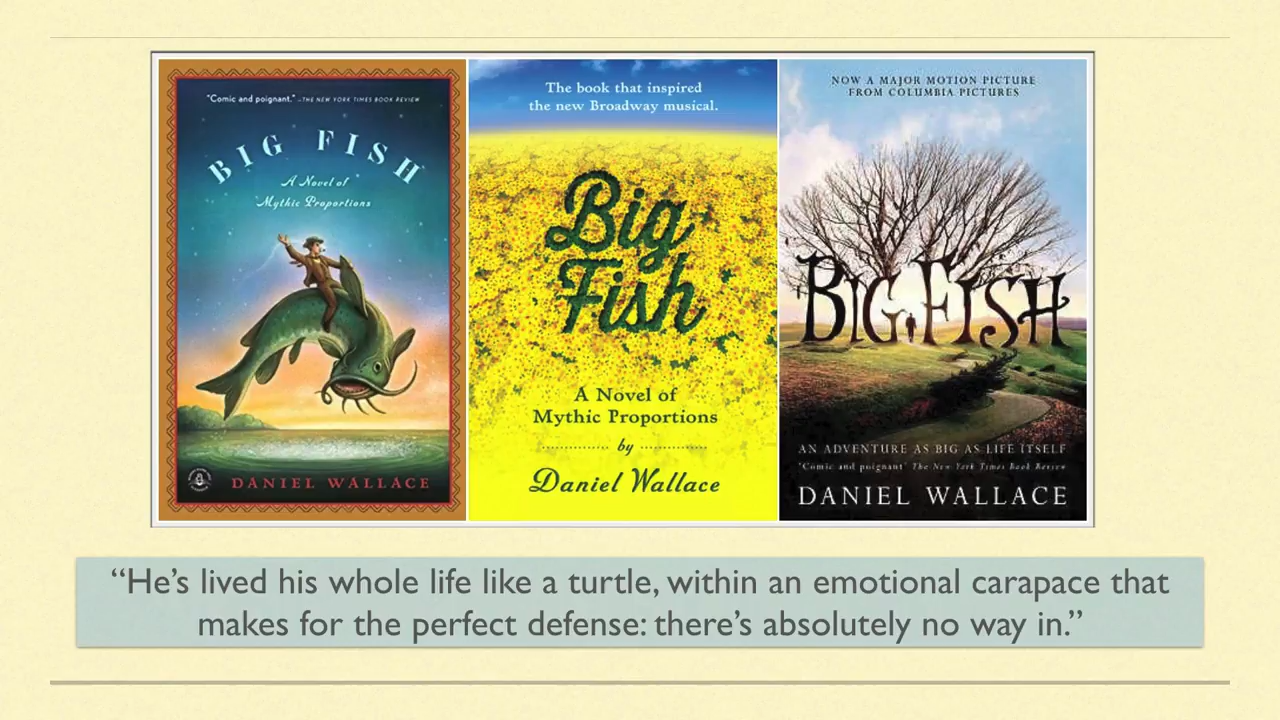 "Comic and poignant." –THE NEW YORK TIMES BOOK REVIEW
BIG FISH
A Novel of
Mythic Proportions
DANIEL WALLACE
The book that inspired
the new Broadway musical.
Big
Fish
A Novel of
Mythic Proportions
by
Daniel Wallace
NOW A MAJOR MOTION PICTURE
FROM COLUMBIA PICTURES
BIG FISH
AN ADVENTURE AS BIG AS LIFE ITSELF
"Comic and poignant" The New York Times Book Review
DANIEL WALLACE
“He’s lived his whole life like a turtle, within an emotional carapace that
makes for the perfect defense: there’s absolutely no way in.”